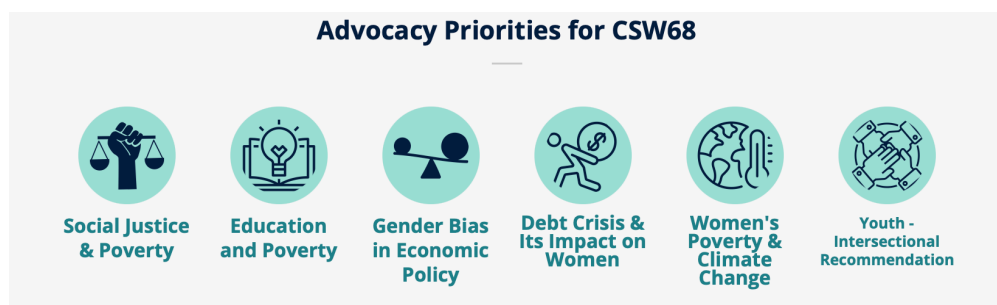 Advocacy Priorities for CSW68
Social Justice
& Poverty
Education
and Poverty
Gender Bias
in Economic
Policy
Debt Crisis &
Its Impact on
Women
Women's
Poverty &
Climate
Change
Youth -
Intersectional
Recommendation
$